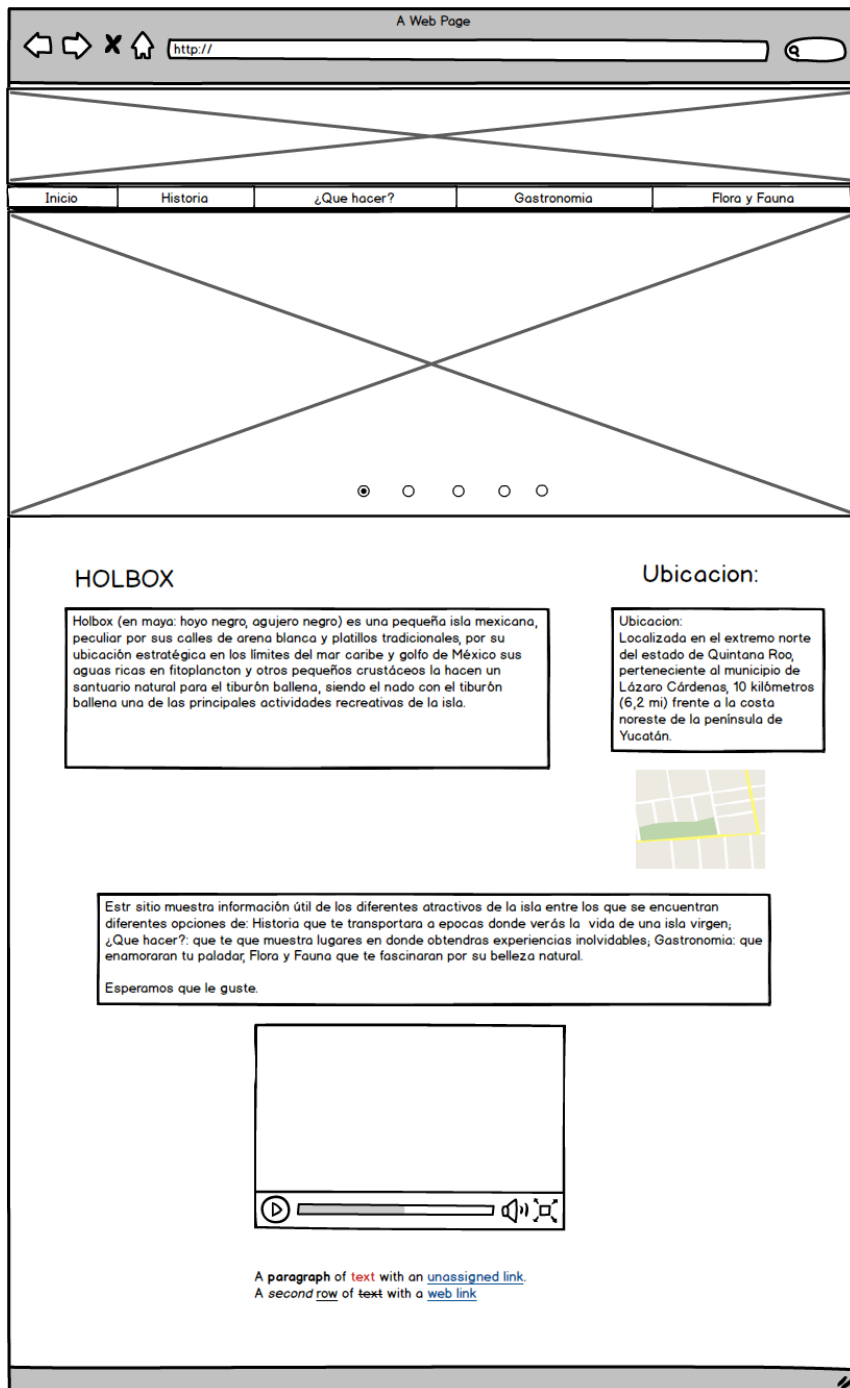 A Web Page
http://
Inicio
Historia
¿Que hacer?
Gastronomia
Flora y Fauna
HOLBOX
Holbox (en maya: hoyo negro, agujero negro) es una pequeña isla mexicana,
peculiar por sus calles de arena blanca y platillos tradicionales, por su
ubicación estratégica en los límites del mar caribe y golfo de México sus
aguas ricas en fitoplancton y otros pequeños crustáceos la hacen un
santuario natural para el tiburón ballena, siendo el nado con el tiburón
ballena una de las principales actividades recreativas de la isla.
Ubicacion:
Ubicacion:
Localizada en el extremo norte
del estado de Quintana Roo,
perteneciente al municipio de
Lázaro Cárdenas, 10 kilómetros
(6,2 mi) frente a la costa
noreste de la península de
Yucatán.
Estr sitio muestra información útil de los diferentes atractivos de la isla entre los que se encuentran
diferentes opciones de: Historia que te transportara a epocas donde verás la vida de una isla virgen;
¿Que hacer?: que te que muestra lugares en donde obtendras experiencias inolvidables; Gastronomia: que
enamoraran tu paladar, Flora y Fauna que te fascinaran por su belleza natural.
Esperamos que le guste.
A paragraph of text with an unassigned link.
A second row of text with a web link